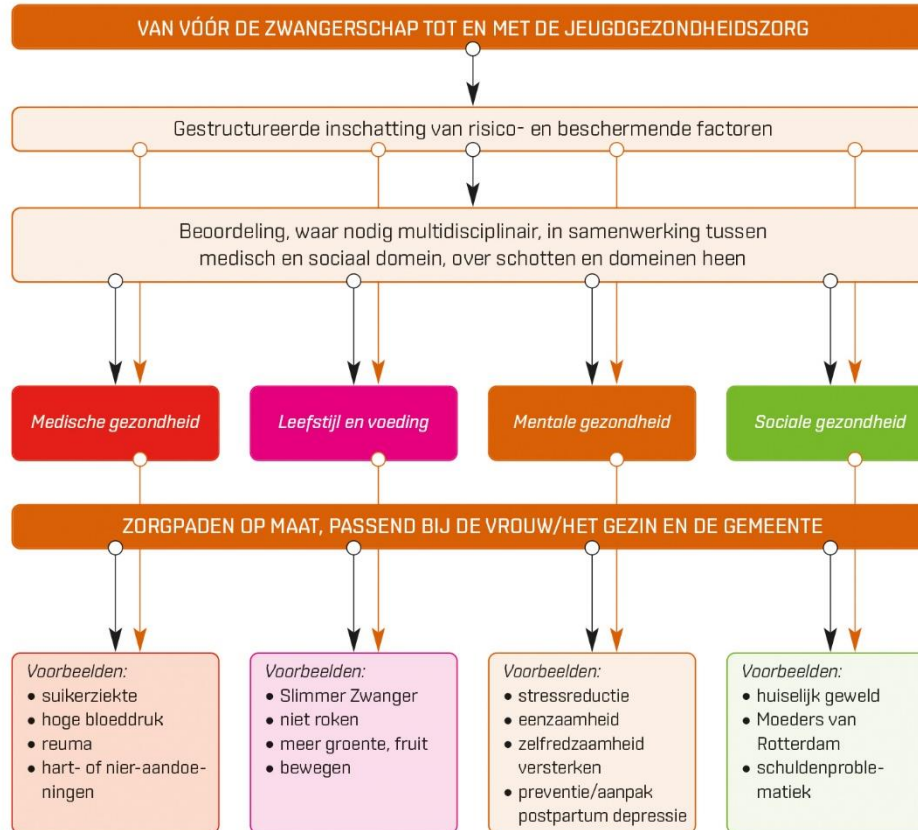 VAN VÓÓR DE ZWANGERSCHAP TOT EN MET DE JEUGDGEZONDHEIDSZORG
Gestructureerde inschatting van risico- en beschermende factoren
Beoordeling, waar nodig multidisciplinair, in samenwerking tussen
medisch en sociaal domein, over schotten en domeinen heen
Medische gezondheid
Leefstijl en voeding
Mentale gezondheid
Sociale gezondheid
ZORGPADEN OP MAAT, PASSEND BIJ DE VROUW/HET GEZIN EN DE GEMEENTE
Voorbeelden:
• suikerziekte
• hoge bloeddruk
• reuma
• hart- of nier-aandoe-
ningen
Voorbeelden:
• Slimmer Zwanger
• niet roken
• meer groente, fruit
• bewegen
Voorbeelden:
• stressreductie
• eenzaamheid
• zelfredzaamheid
versterken
• preventie/aanpak
postpartum depressie
Voorbeelden:
• huiselijk geweld
• Moeders van
Rotterdam
• schuldenproble-
matiek